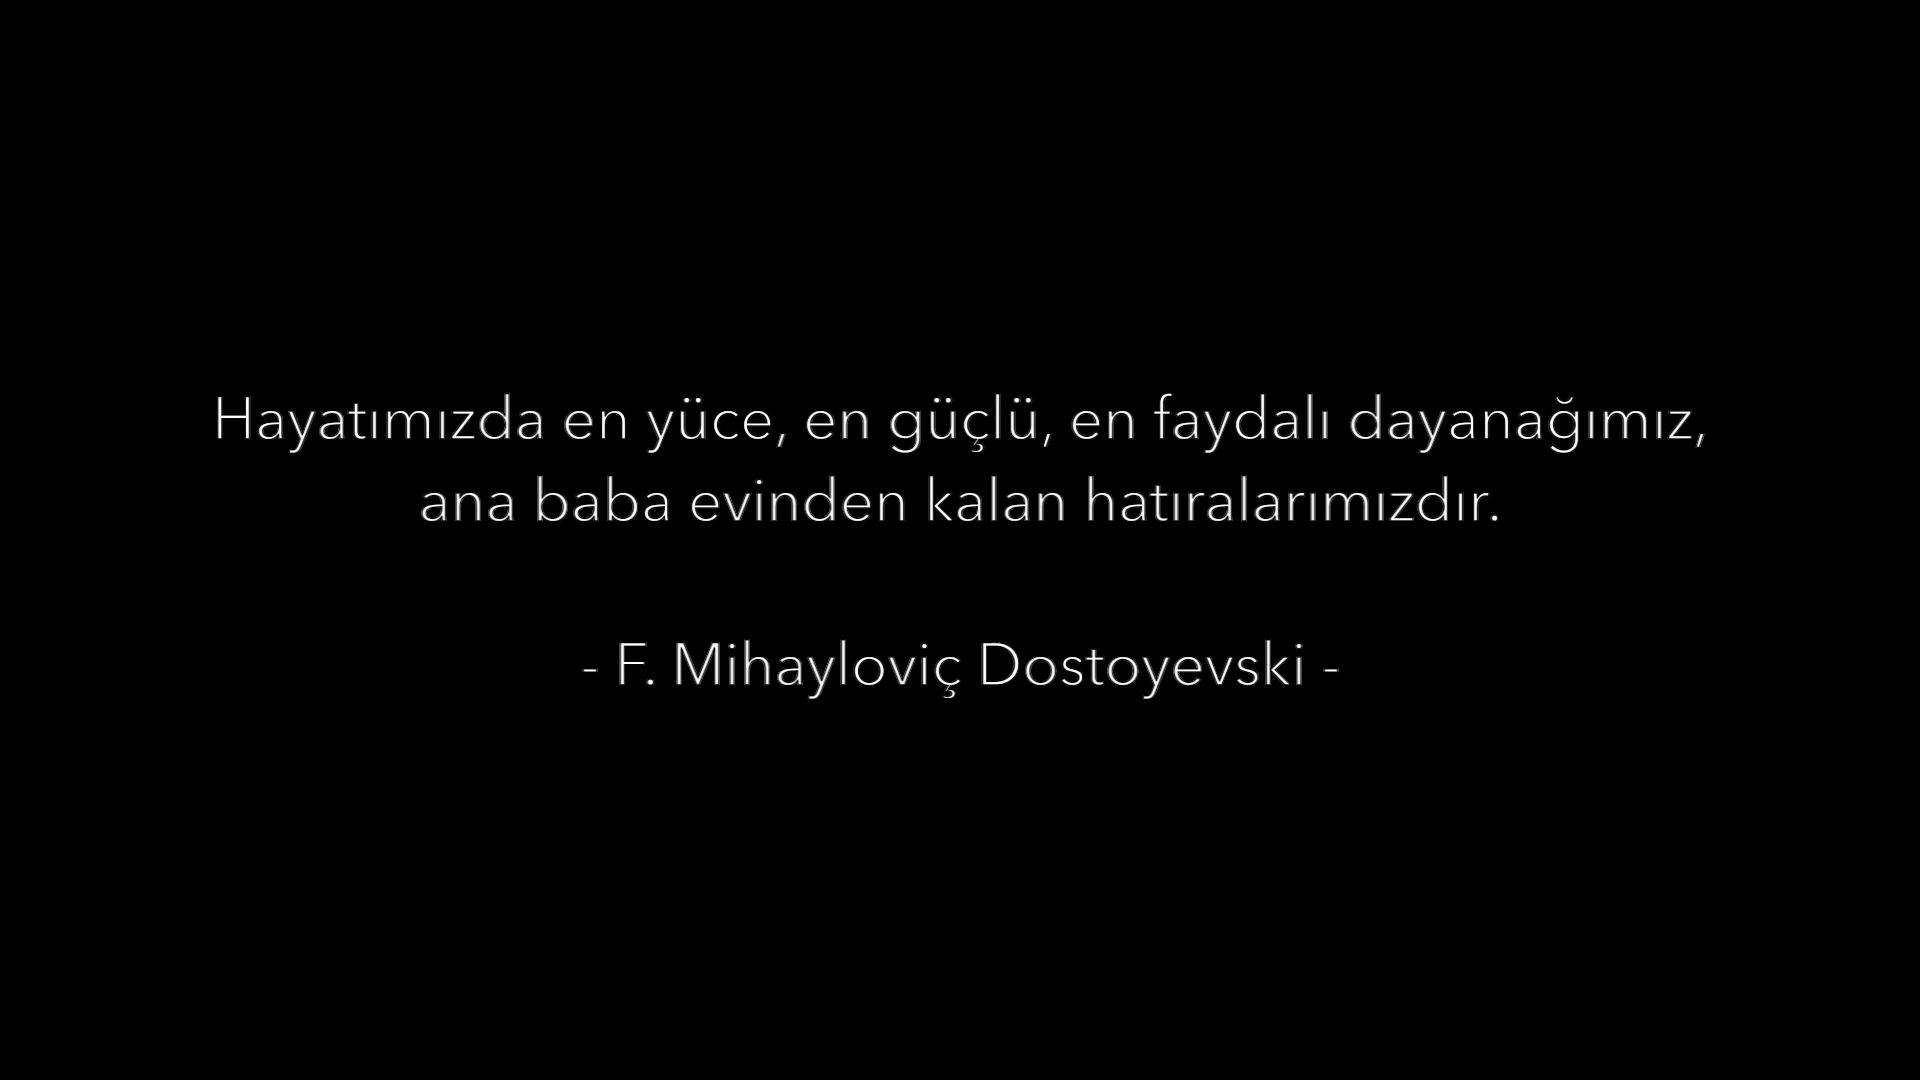 Hayatımızda en yüce, en güçlü, en faydalı dayanağımız,
ana baba evinden kalan hatıralarımızdır.
- F. Mihayloviç Dostoyevski -